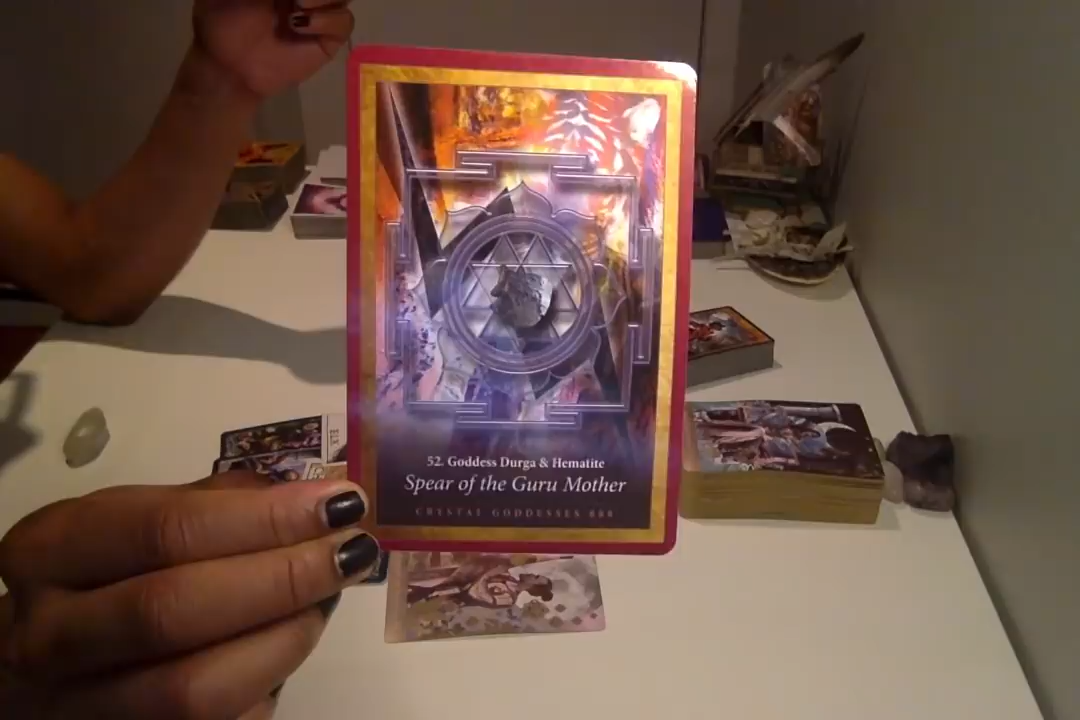 52. Goddess Durga & Hematite
Spear of the Guru Mother
CRYSTAL GODDESSES 888